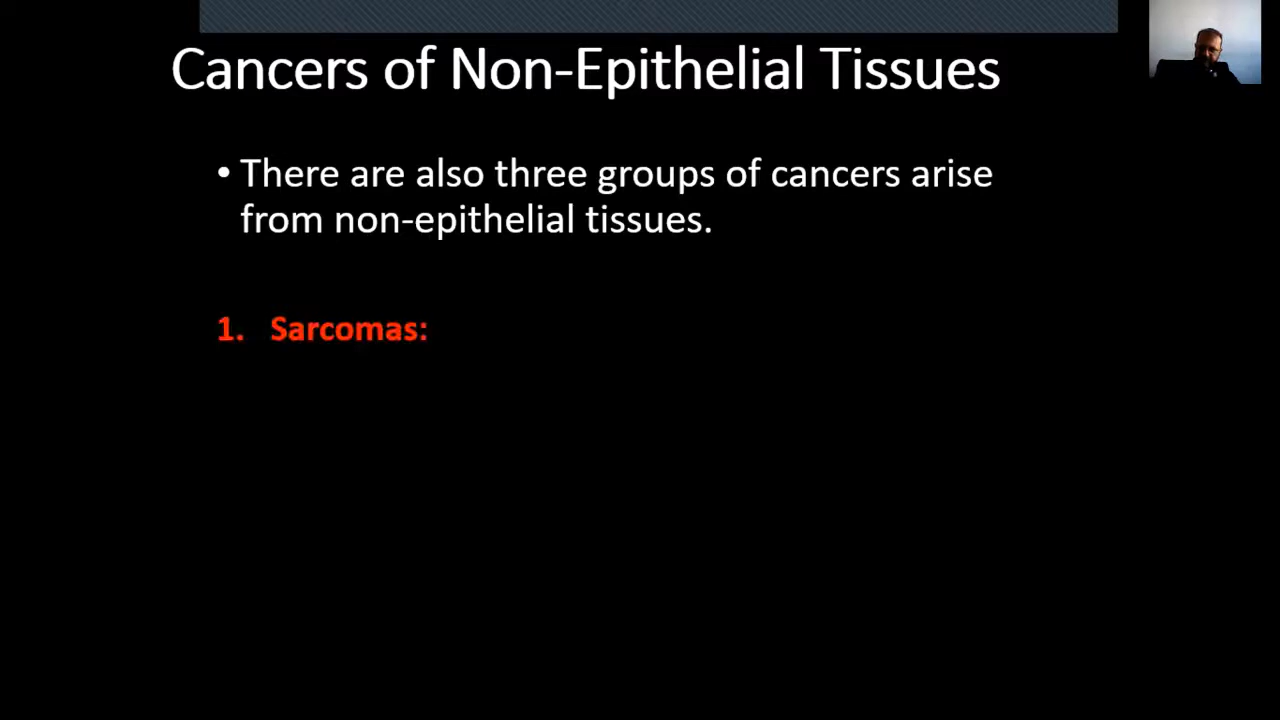 Cancers of Non-Epithelial Tissues
• There are also three groups of cancers arise
from non-epithelial tissues.
1. Sarcomas: